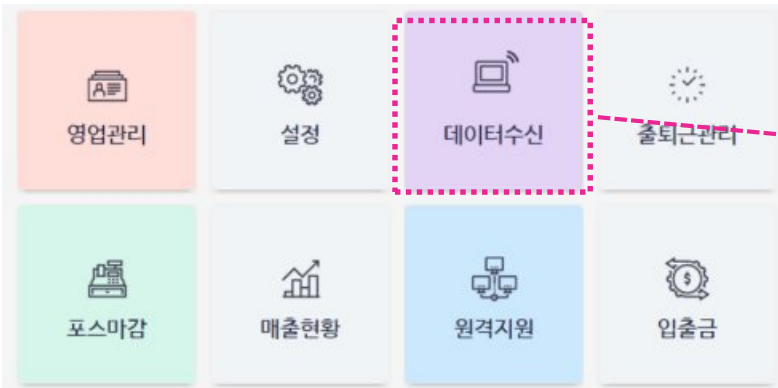 영업관리
설정
데이터수신
출퇴근관리
포스마감
매출현황
원격지원
입출금